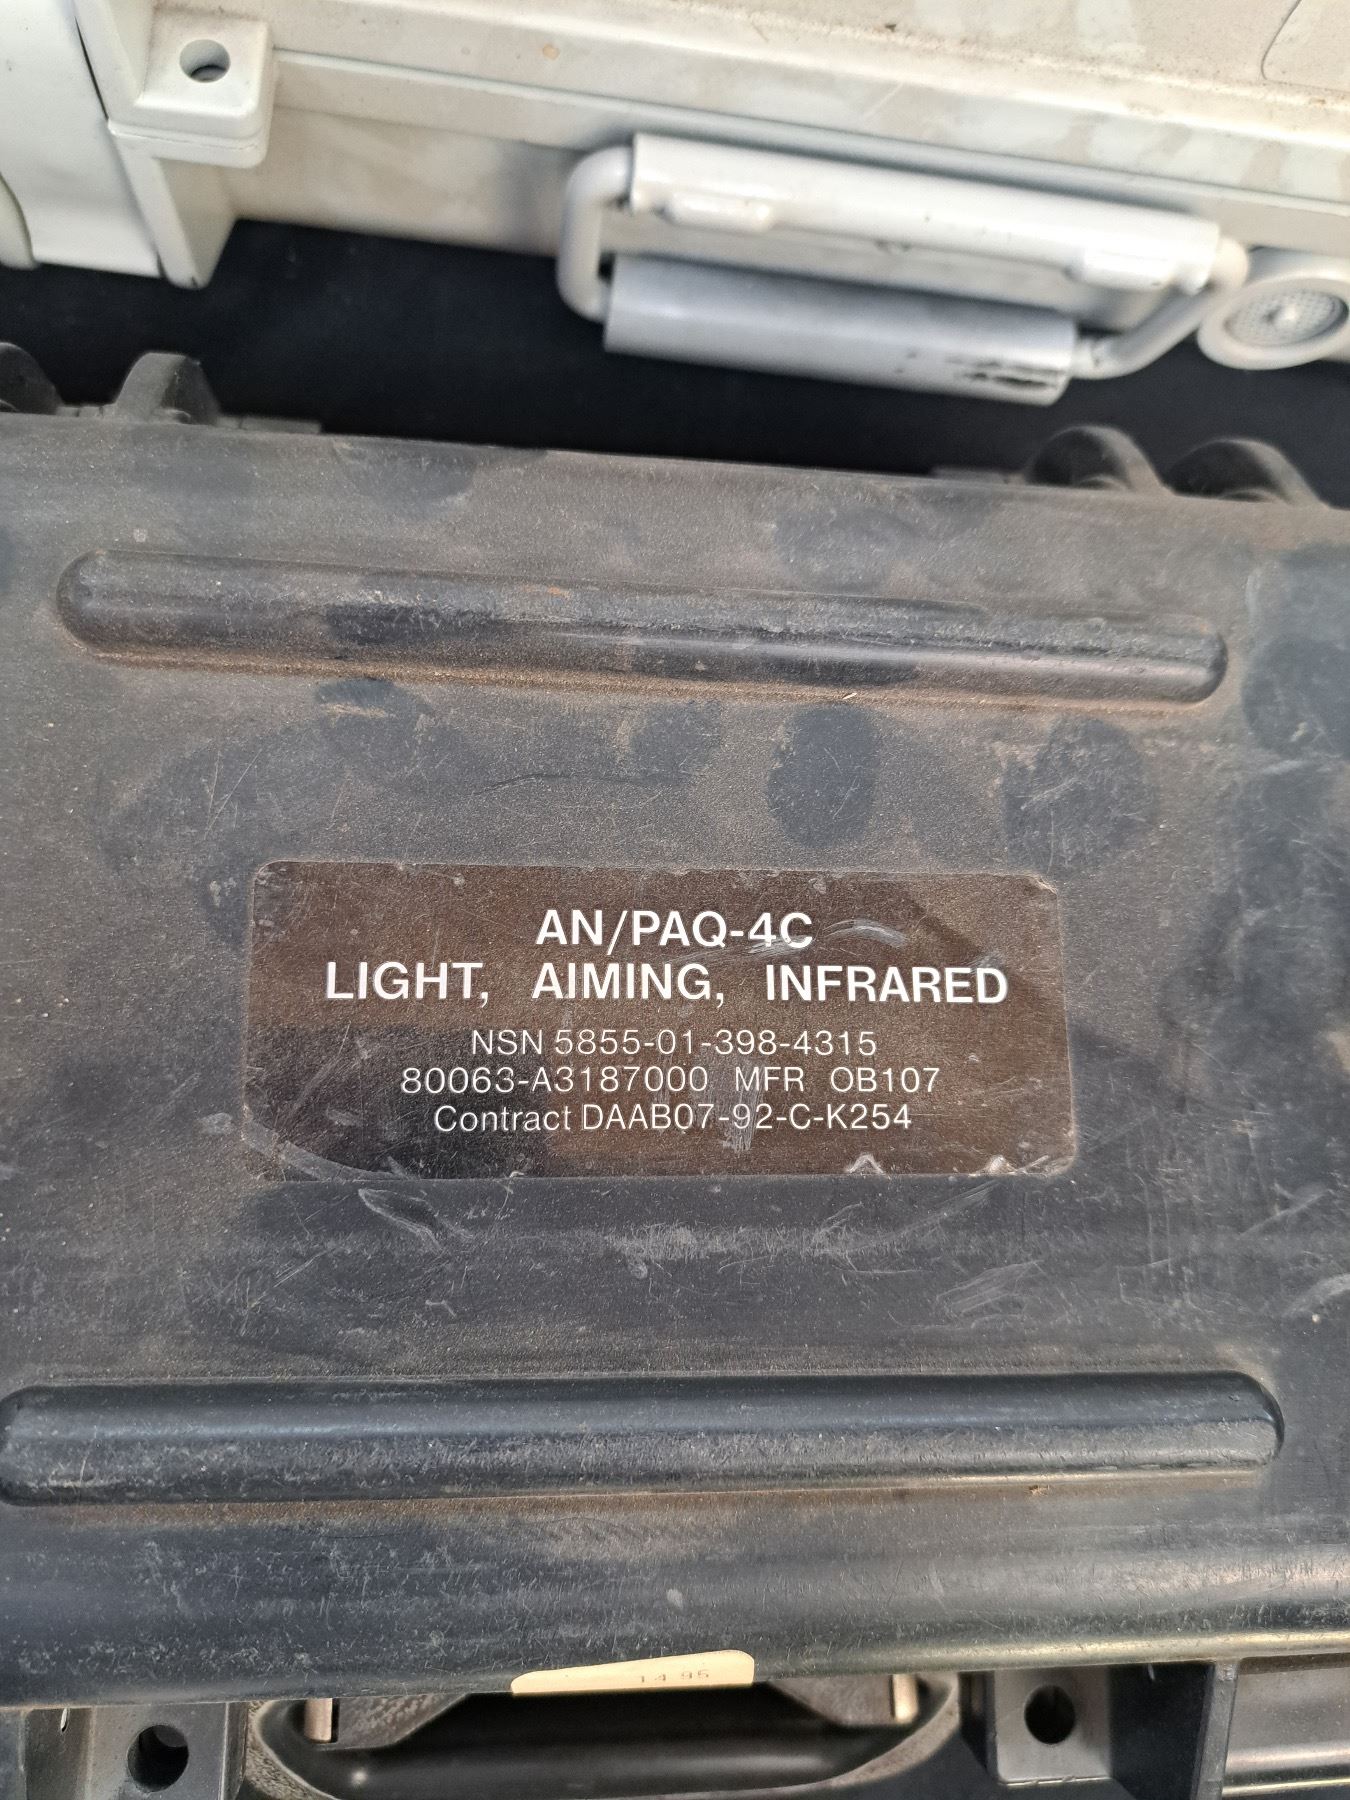 AN/PAQ-4C
LIGHT, AIMING, INFRARED
NSN 5855-01-398-4315
80063-A3187000 MFR OB107
Contract DAAB07-92-C-K254